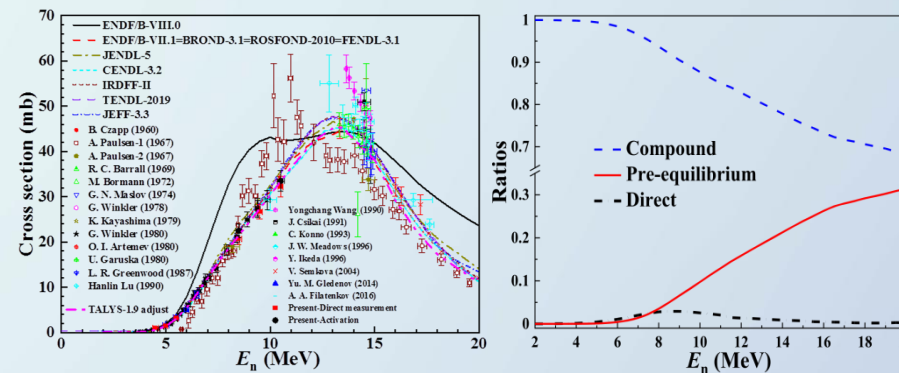 60
50
40
30
20
10
0
Cross section (mb)
ENDF/B-VIII.0
ENDF/B-VII.1=BROND-3.1=ROSFOND-2010=FENDL-3.1
JENDL-5
CENDL-3.2
IRDFF-II
TENDL-2019
JEFF-3.3
B. Czapp (1960)
A. Paulsen-1 (1967)
A. Paulsen-2 (1967)
R. C. Barrall (1969)
M. Bormann (1972)
G. N. Maslov (1974)
G. Winkler (1978)
K. Kayashima (1979)
G. Winkler (1980)
O. I. Artemev (1980)
U. Garuska (1980)
L. R. Greenwood (1987)
Hanlin Lu (1990)
TALYS-1.9 adjust
Yongchang Wang (1990)
J. Csikai (1991)
C. Konno (1993)
J. W. Meadows (1996)
Y. Ikeda (1996)
V. Semkova (2004)
Yu. M. Gledenov (2014)
A. A. Filatenkov (2016)
Present-Direct measurement
Present-Activation
0 5 10 15 20
En (MeV)
1.0
0.9
0.8
0.7
0.3
0.2
0.1
0
Ratios
Compound
Pre-equilibrium
Direct
2 4 6 8 10 12 14 16 18
En (MeV)